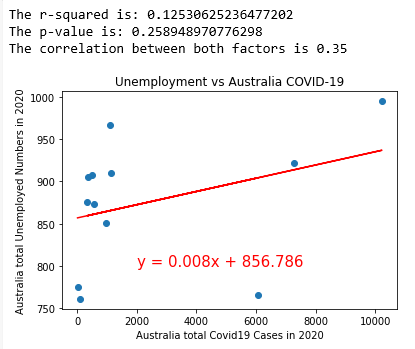 The r-squared is: 0.12530625236477202
The p-value is: 0.258948970776298
The correlation between both factors is 0.35
Unemployment vs Australia COVID-19
Australia total Unemployed Numbers in 2020
1000
950
900
850
800
750
y = 0.008x + 856.786
0 2000 4000 6000 8000 10000
Australia total Covid19 Cases in 2020